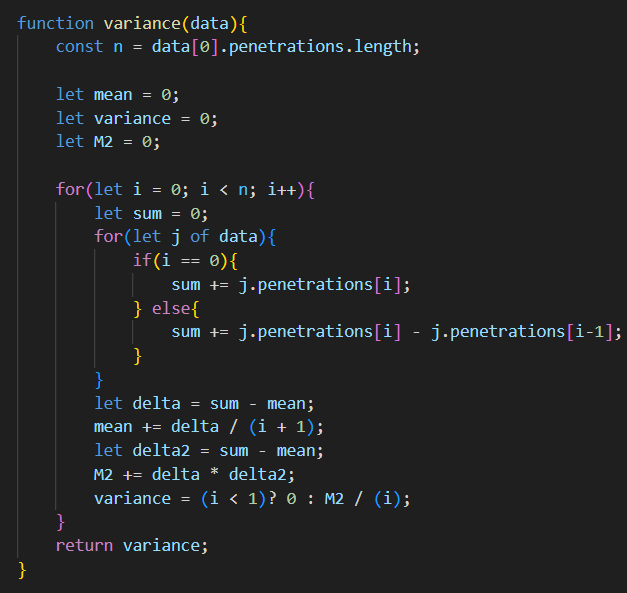 function variance(data){
    const n = data[0].penetrations.length;

    let mean = 0;
    let variance = 0;
    let M2 = 0;

    for(let i = 0; i < n; i++){
        let sum = 0;
        for(let j of data){
            if(i == 0){
                sum += j.penetrations[i];
            } else{
                sum += j.penetrations[i] - j.penetrations[i-1];
            }
        }
        let delta = sum - mean;
        mean += delta / (i + 1);
        let delta2 = sum - mean;
        M2 += delta * delta2;
        variance = (i < 1)? 0 : M2 / (i);
    }
    return variance;
}